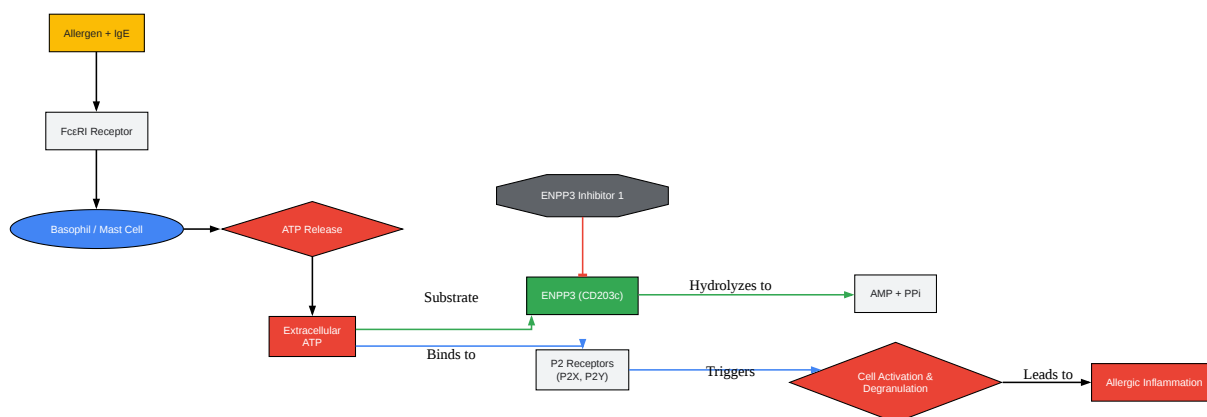 Allergen + IgE
FcεRI Receptor
Basophil / Mast Cell
ATP Release
ENPP3 Inhibitor 1
Substrate
ENPP3 (CD203c)
Hydrolyzes to
AMP + PPi
Extracellular
ATP
Binds to
P2 Receptors
(P2X, P2Y)
Triggers
Cell Activation &
Degranulation
Leads to
Allergic Inflammation